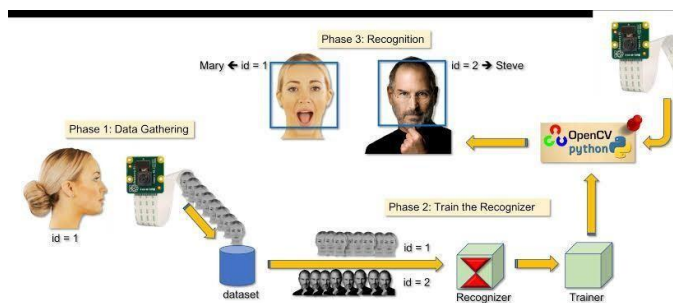 Phase 3: Recognition
Mary ← id = 1
id = 2 → Steve
Phase 1: Data Gathering
OpenCV
python
Phase 2: Train the Recognizer
id = 1
id = 1
id = 2
dataset
Recognizer
Trainer